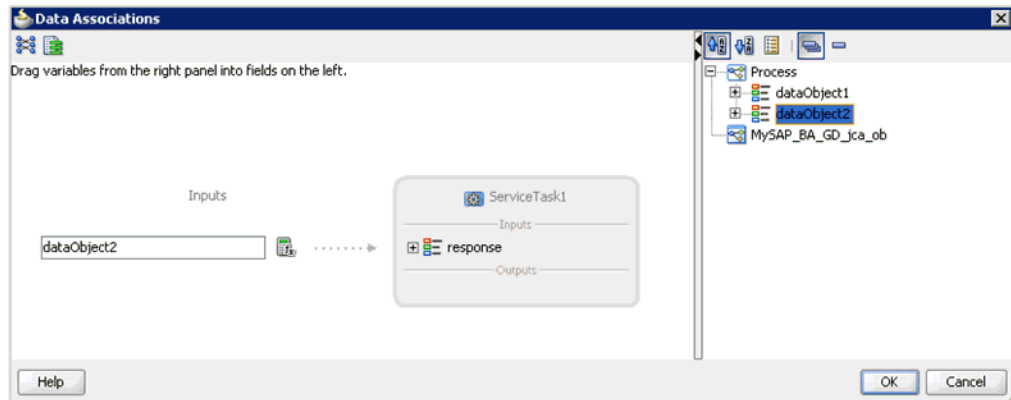 Data Associations
Drag variables from the right panel into fields on the left.
Process
dataObject1
dataObject2
MySAP_BA_GD_jca_ob
Inputs
ServiceTask1
Inputs
dataObject2
response
Outputs
Help
OK
Cancel